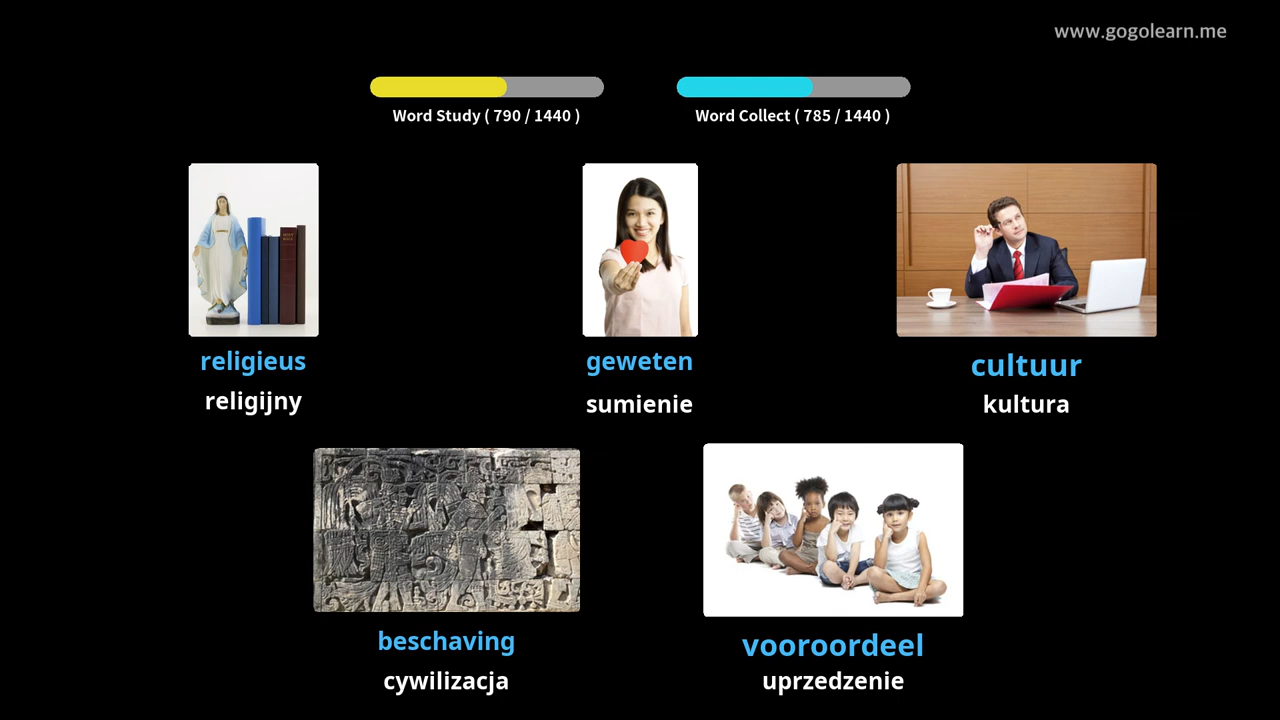 www.gogolearn.me
Word Study ( 790 / 1440 )
Word Collect ( 785 / 1440 )
religieus
religijny
geweten
sumienie
cultuur
kultura
beschaving
cywilizacja
vooroordeel
uprzedzenie